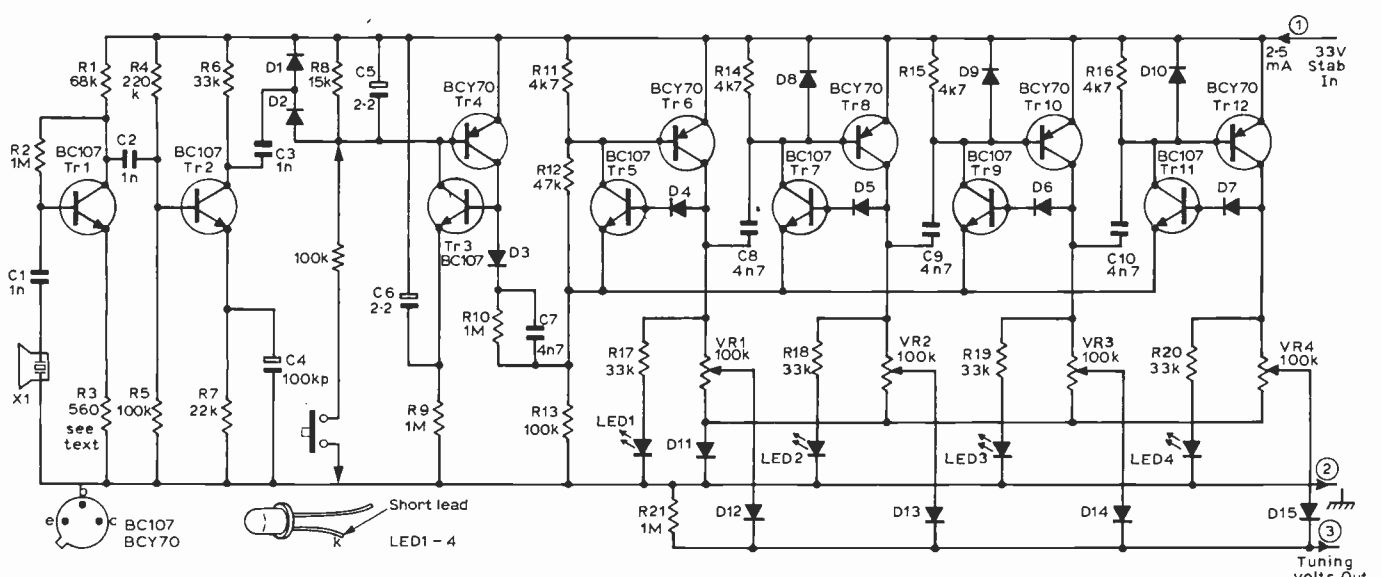 R1
68k
R4
220
k
R6
33k
D1
D2
R8
15k
C5
2·2
BCY70
Tr4
R11
4k7
BCY70
Tr6
R14
4k7
D8
BCY70
Tr8
R15
4k7
D9
BCY70
Tr10
R16
4k7
D10
BCY70
Tr12
1
2·5
mA
33V
Stab
In
R2
1M
C2
1n
BC107
Tr1
BC107
Tr2
C3
1n
R12
47k
BC107
Tr5
D4
BC107
Tr7
D5
BC107
Tr9
D6
BC107
Tr11
D7
C1
1n
100k
Tr3
BC107
D3
C6
2·2
R10
1M
C7
4n7
C8
4n7
C9
4n7
C10
4n7
X1
R3
560
see
text
R5
100k
R7
22k
C4
100kp
R9
1M
R13
100k
R17
33k
VR1
100k
R18
33k
VR2
100k
R19
33k
VR3
100k
R20
33k
VR4
100k
LED1
D11
LED2
LED3
LED4
2
b
e
c
BC107
BCY70
Short lead
k
LED1-4
R21
1M
D12
D13
D14
D15
3
Tuning
volts Out